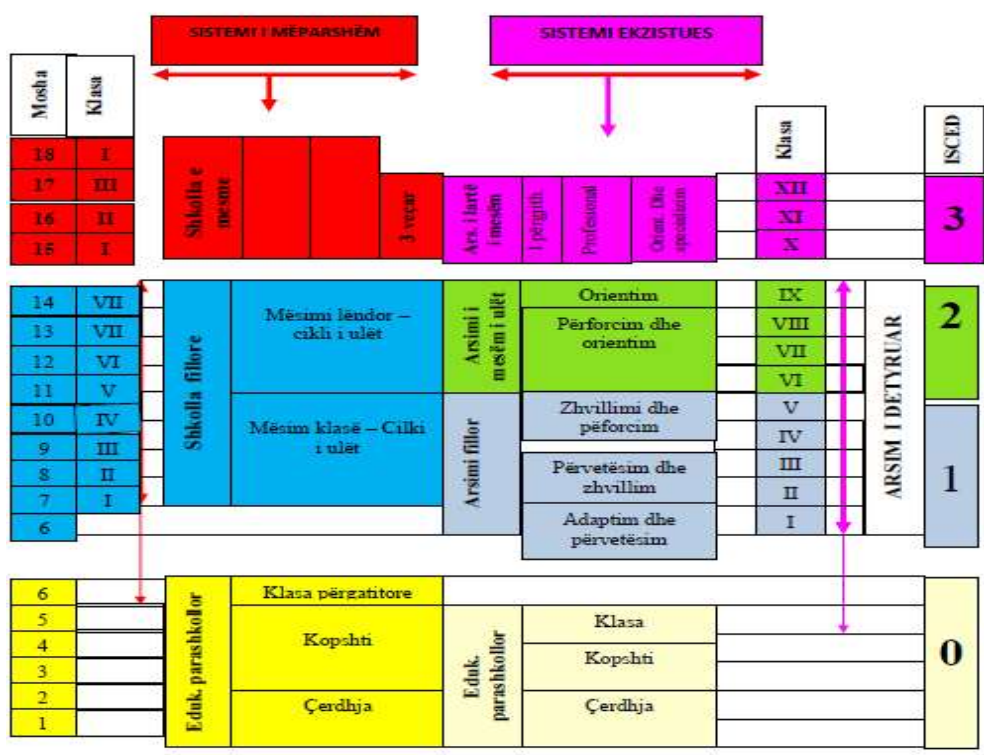 SISTEMI I MËPARSHËM
SISTEMI EKZISTUES
Mosha
Klasa
Klasa
ISCED
18 I
17 III
16 II
15 I
Shkolla e
mesme
3-veçar
Ars. i lartë
i mesëm
I përgjith.
Profesional
Orient. Dhe
specialism
XII
XI
X
3
14 VII
13 VII
12 VI
11 V
10 IV
9 III
8 II
7 I
6
Shkolla fillore
Mësimi lëndor –
cikli i ulët
Mësim klasë – Cilki
i ulët
Arsimi i
mesëm i ulët
Arsimi fillor
Orientim
Përforcim dhe
orientim
Zhvillimi dhe
pëforcim
Përvetësim dhe
zhvillim
Adaptim dhe
përvetësim
IX
VIII
VII
VI
V
IV
III
II
I
ARSIM I DETYRUAR
2
1
6
5
4
3
2
1
Eduk. parashkollor
Klasa përgatitore
Kopshti
Çerdhja
Eduk.
parashkollor
Klasa
Kopshti
Çerdhja
0